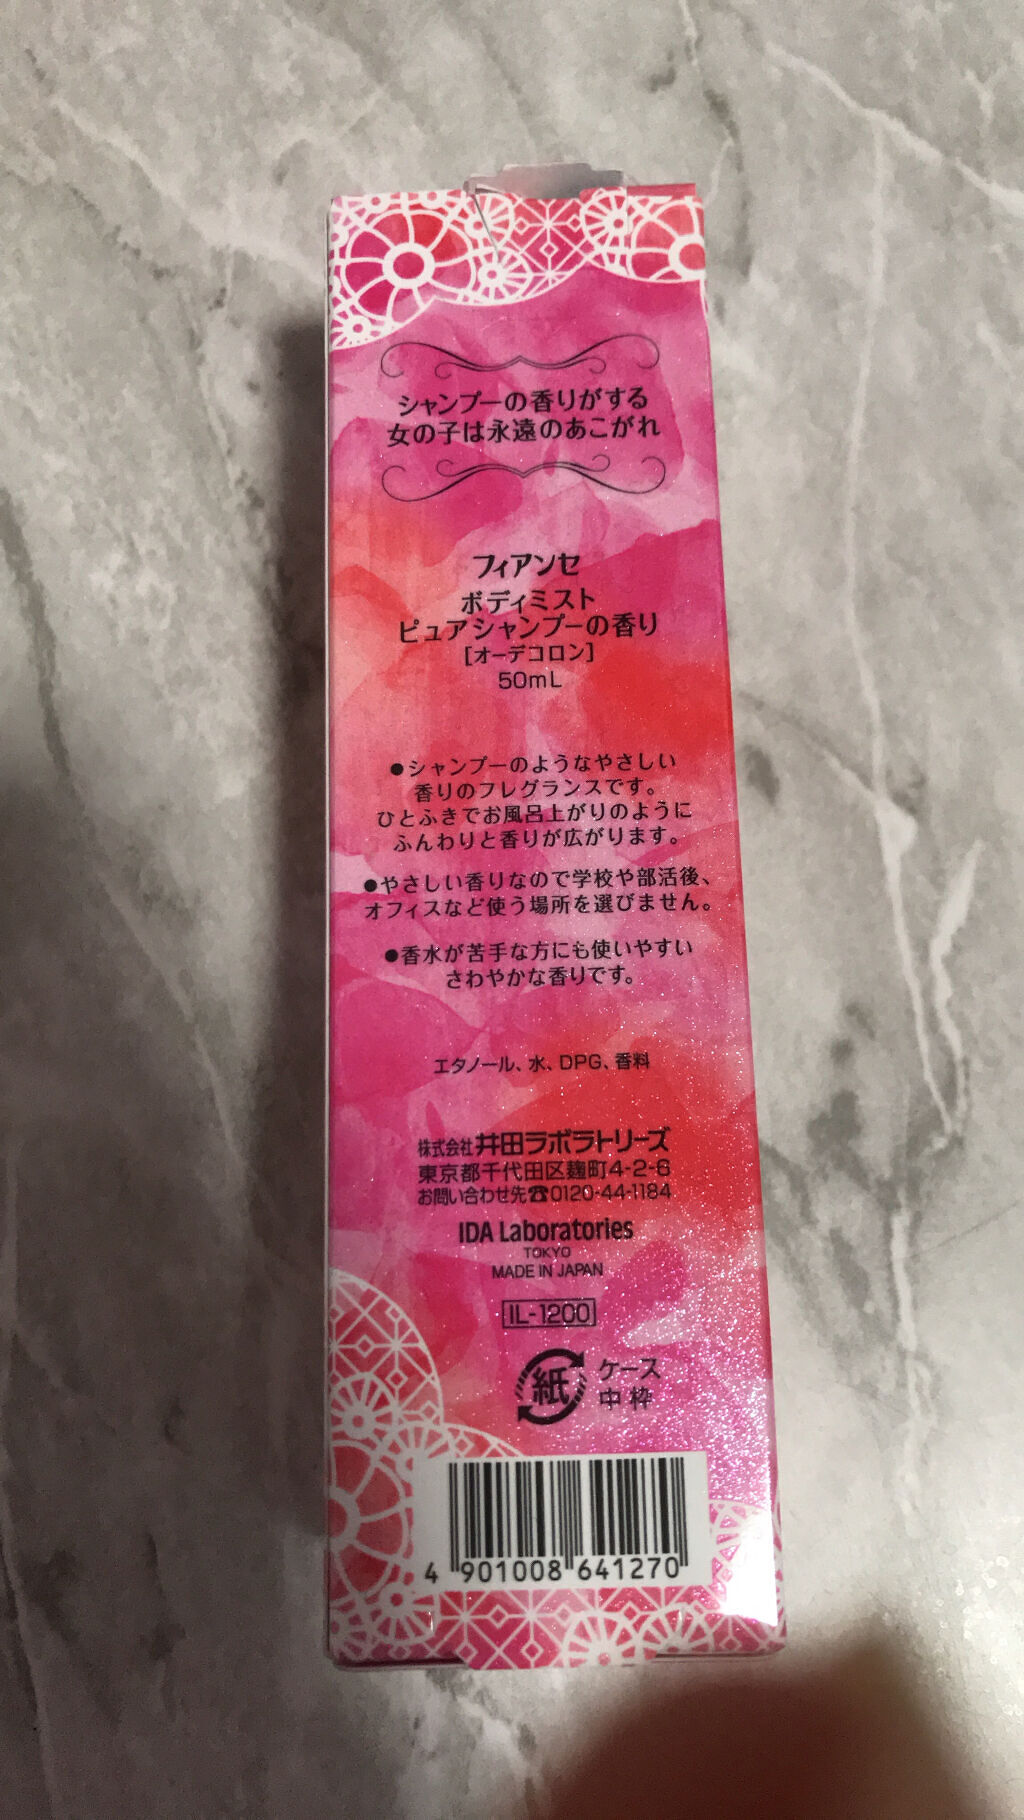 シャンプーの香りがする
女の子は永遠のあこがれ
フィアンセ
ボディミスト
ピュアシャンプーの香り
[オーデコロン]
50mL
●シャンプーのようなやさしい
香りのフレグランスです。
ひとふきでお風呂上がりのように
ふんわりと香りが広がります。
●やさしい香りなので学校や部活後、
オフィスなど使う場所を選びません。
●香水が苦手な方にも使いやすい
さわやかな香りです。
エタノール、水、DPG、香料
株式会社 井田ラボラトリーズ
東京都千代田区麹町4-2-6
お問い合わせ先☎0120-44-1184
IDA Laboratories
TOKYO
MADE IN JAPAN
IL-1200
紙 ケース
中枠
4 901008 641270